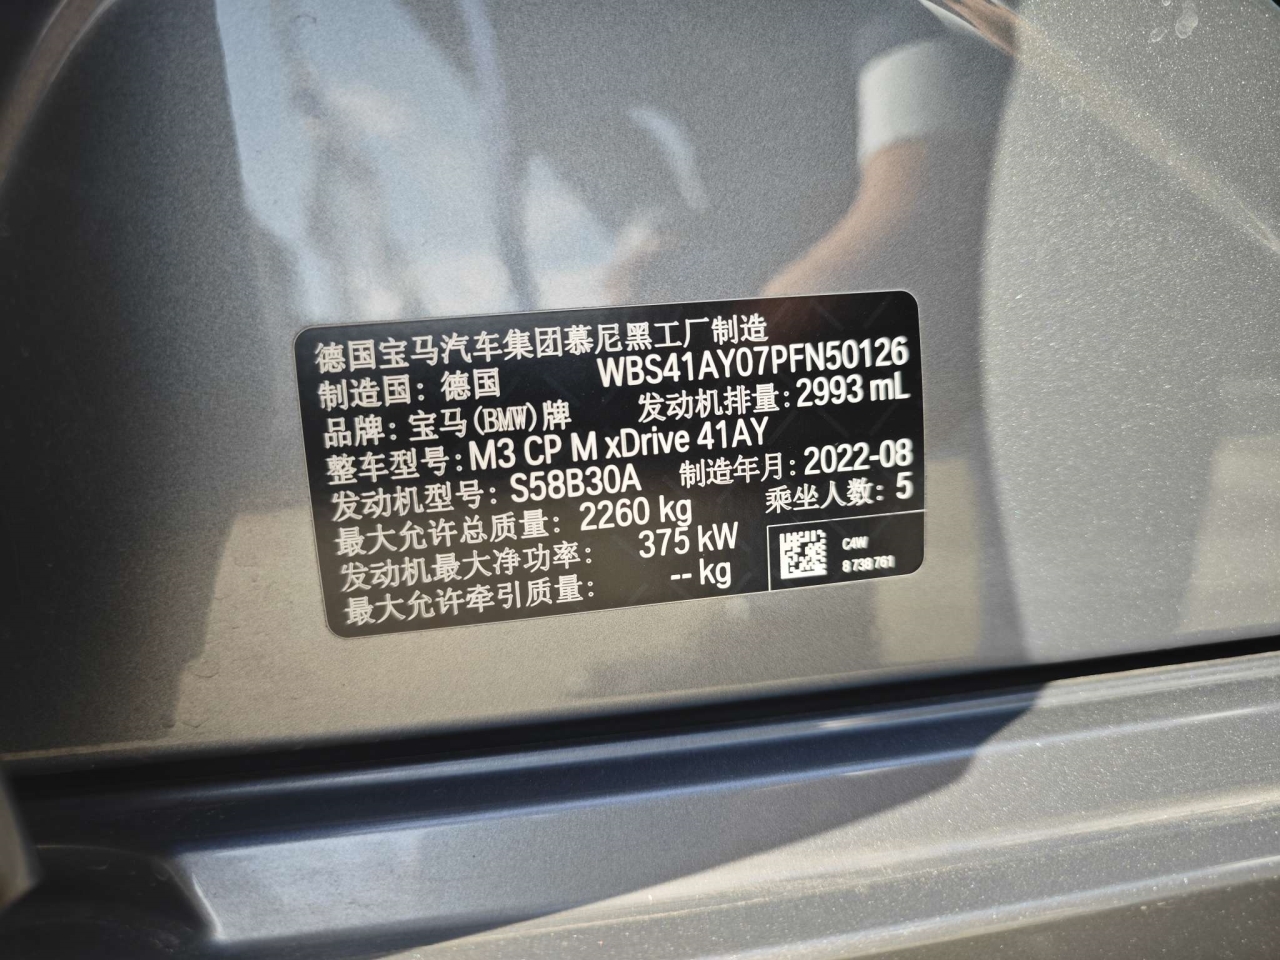 德国宝马汽车集团慕尼黑工厂制造
制造国：德国 WBS41AY07PFN50126
品牌：宝马(BMW)牌 发动机排量：2993 mL
整车型号：M3 CP M xDrive 41AY
发动机型号：S58B30A 制造年月：2022-08
最大允许总质量：2260 kg 乘坐人数：5
发动机最大净功率：375 kW
最大允许牵引质量：-- kg
C4W
8 738 761